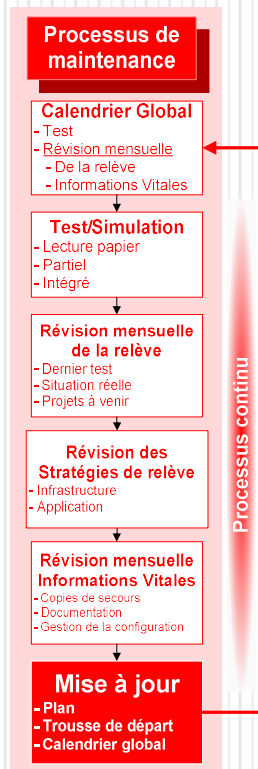 Processus de
maintenance
Calendrier Global
- Test
- Révision mensuelle
- De la relève
- Informations Vitales
Test/Simulation
- Lecture papier
- Partiel
- Intégré
Révision mensuelle
de la relève
- Dernier test
- Situation réelle
- Projets à venir
Révision des
Stratégies de relève
- Infrastructure
- Application
Révision mensuelle
Informations Vitales
- Copies de secours
- Documentation
- Gestion de la configuration
Mise à jour
- Plan
- Trousse de départ
- Calendrier global
Processus continu